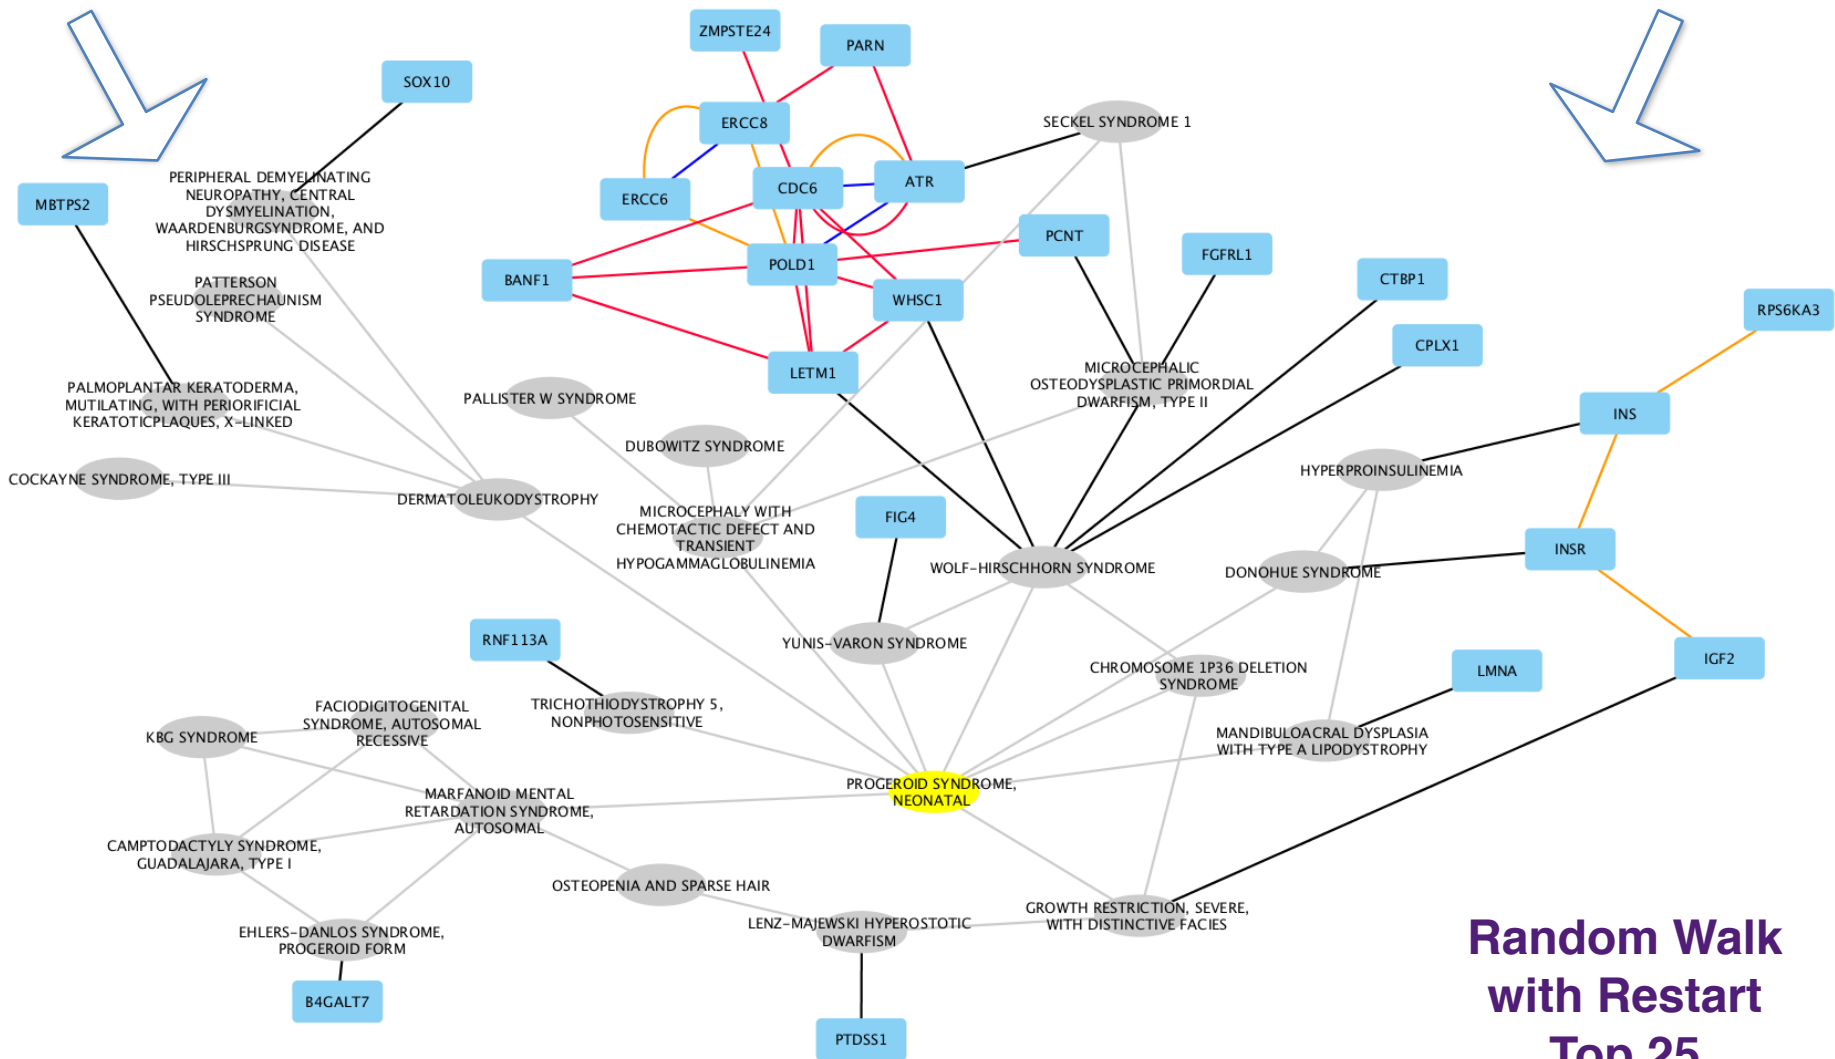 ZMPSTE24
PARN
SOX10
ERCC8
SECKEL SYNDROME 1
PERIPHERAL DEMYELINATING
NEUROPATHY, CENTRAL
DYSMYELINATION,
WAARDENBURGSYNDROME, AND
HIRSCHSPRUNG DISEASE
MBTPS2
ERCC6
CDC6
ATR
PCNT
FGFRL1
CTBP1
RPS6KA3
BANF1
POLD1
WHSC1
PATTERSON
PSEUDOLEPRECHAUNISM
SYNDROME
CPLX1
LETM1
MICROCEPHALIC
OSTEODYSPLASTIC PRIMORDIAL
DWARFISM, TYPE II
PALMOPLANTAR KERATODERMA,
MUTILATING, WITH PERIORIFICIAL
KERATOTICPLAQUES, X-LINKED
PALLISTER W SYNDROME
INS
DUBOWITZ SYNDROME
HYPERPROINSULINEMIA
COCKAYNE SYNDROME, TYPE III
DERMATOLEUKODYSTROPHY
MICROCEPHALY WITH
CHEMOTACTIC DEFECT AND
TRANSIENT
HYPOGAMMAGLOBULINEMIA
FIG4
INSR
WOLF-HIRSCHHORN SYNDROME
DONOHUE SYNDROME
RNF113A
YUNIS-VARON SYNDROME
CHROMOSOME 1P36 DELETION
SYNDROME
LMNA
IGF2
TRICHOTHIODYSTROPHY 5,
NONPHOTOSENSITIVE
FACIODIGITOGENITAL
SYNDROME, AUTOSOMAL
RECESSIVE
KBG SYNDROME
MANDIBULOACRAL DYSPLASIA
WITH TYPE A LIPODYSTROPHY
PROGEROID SYNDROME,
NEONATAL
MARFANOID MENTAL
RETARDATION SYNDROME,
AUTOSOMAL
CAMPTODACTYLY SYNDROME,
GUADALAJARA, TYPE I
OSTEOPENIA AND SPARSE HAIR
GROWTH RESTRICTION, SEVERE,
WITH DISTINCTIVE FACIES
LENZ-MAJEWSKI HYPEROSTOTIC
DWARFISM
EHLERS-DANLOS SYNDROME,
PROGEROID FORM
B4GALT7
PTDSS1
Random Walk
with Restart
Top 25